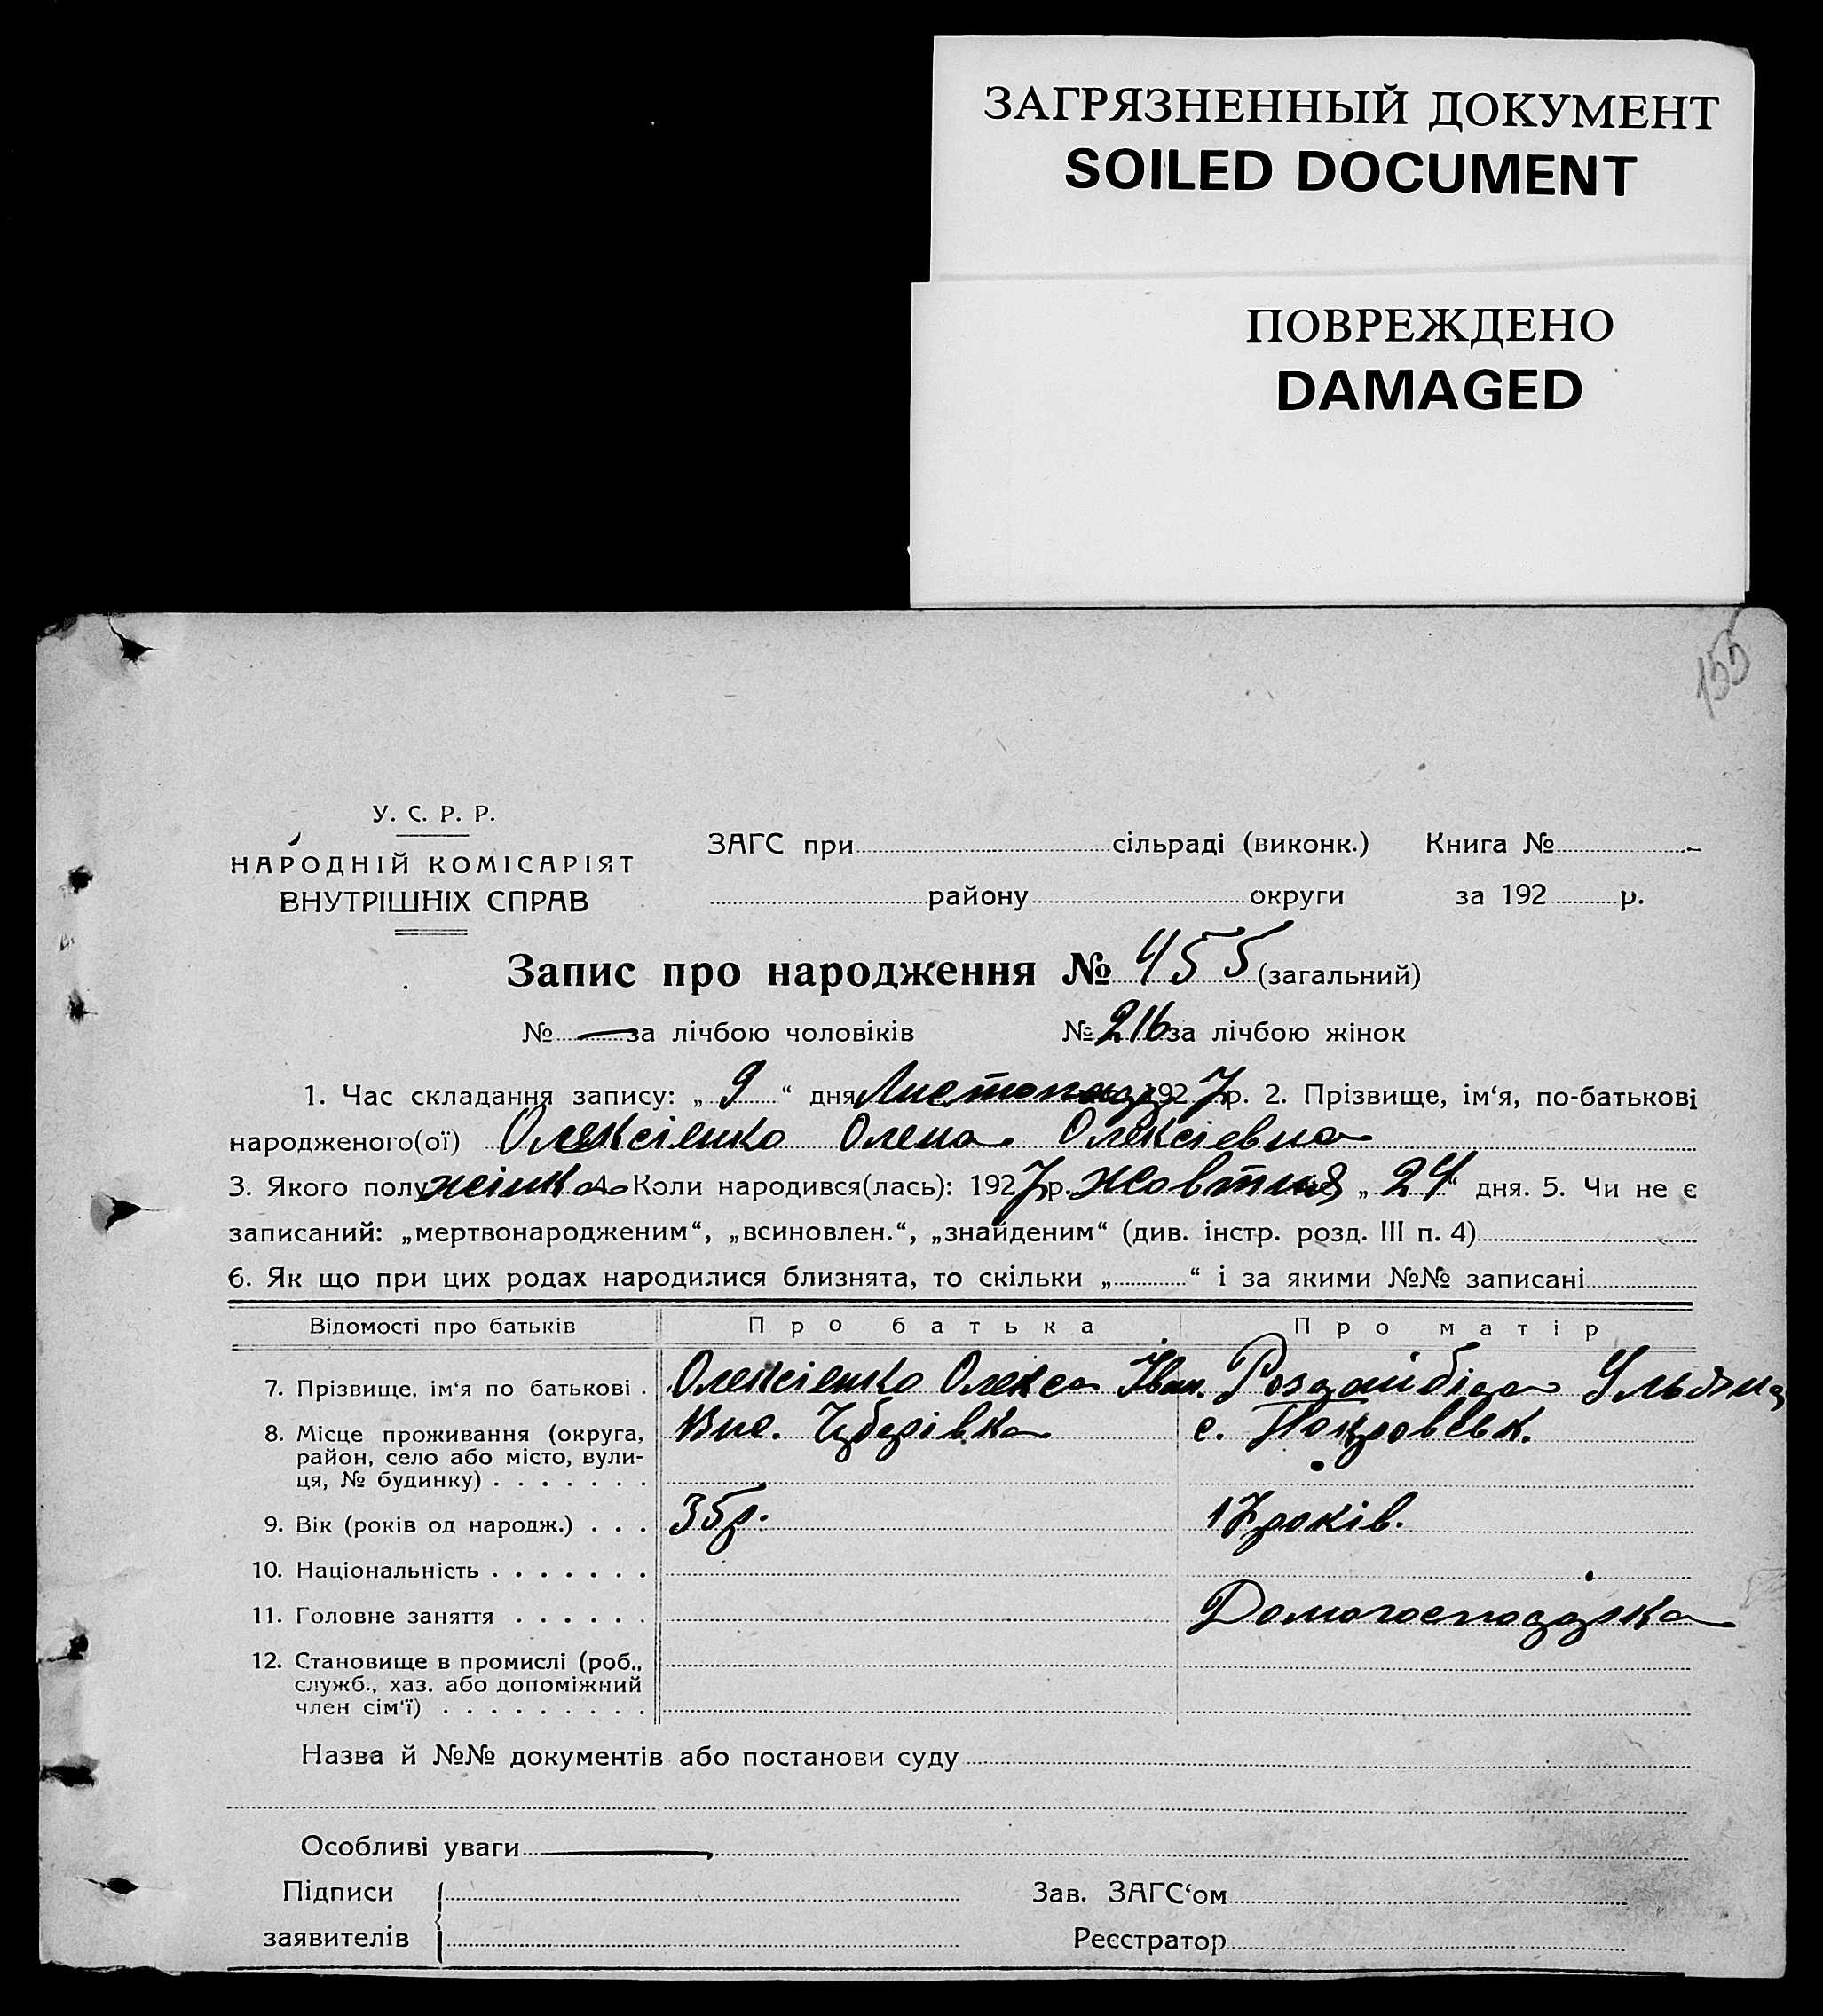 ЗАГРЯЗНЕННЫЙ ДОКУМЕНТ
SOILED DOCUMENT
ПОВРЕЖДЕНО
DAMAGED
155
У. С. Р. Р.
НАРОДНІЙ КОМІСАРІЯТ
ВНУТРІШНІХ СПРАВ
ЗАГС при сільраді (виконк.) Книга №
району округи за 192 р.
Запис про народження № 455 (загальний)
№ — за лічбою чоловіків № 216 за лічбою жінок
1. Час складання запису: „ 9 “ дня Листопад 1927 р. 2. Прізвище, ім‘я, по-батькові
народженого(ої) Олексієнко Олена Олексієвна
3. Якого полу жінка 4. Коли народився(лась): 1927 р. жовтня „ 24 “ дня. 5. Чи не є
записаний: „мертвонародженим“, „всиновлен.“, „знайденим“ (див. інстр. розд. III п. 4)
6. Як що при цих родах народилися близнята, то скільки „ “ і за якими №№ записані
Відомості про батьків Про батька Про матір
7. Прізвище, ім‘я по батькові . Олексієнко Олекса Іван. Ульяна
8. Місце проживання (округа, район, село або місто, вулиця, № будинку) с. Покровськ.
9. Вік (років од народж.) . . . 35 р. 17 років.
10. Національність . . . . . . .
11. Головне заняття . . . . . . Домогосподарка
12. Становище в промислі (роб., служб., хаз. або допоміжний член сім‘ї) . . . . . . . . .
Назва й №№ документів або постанови суду
Особливі уваги —
Підписи заявителів
Зав. ЗАГС‘ом
Реєстратор